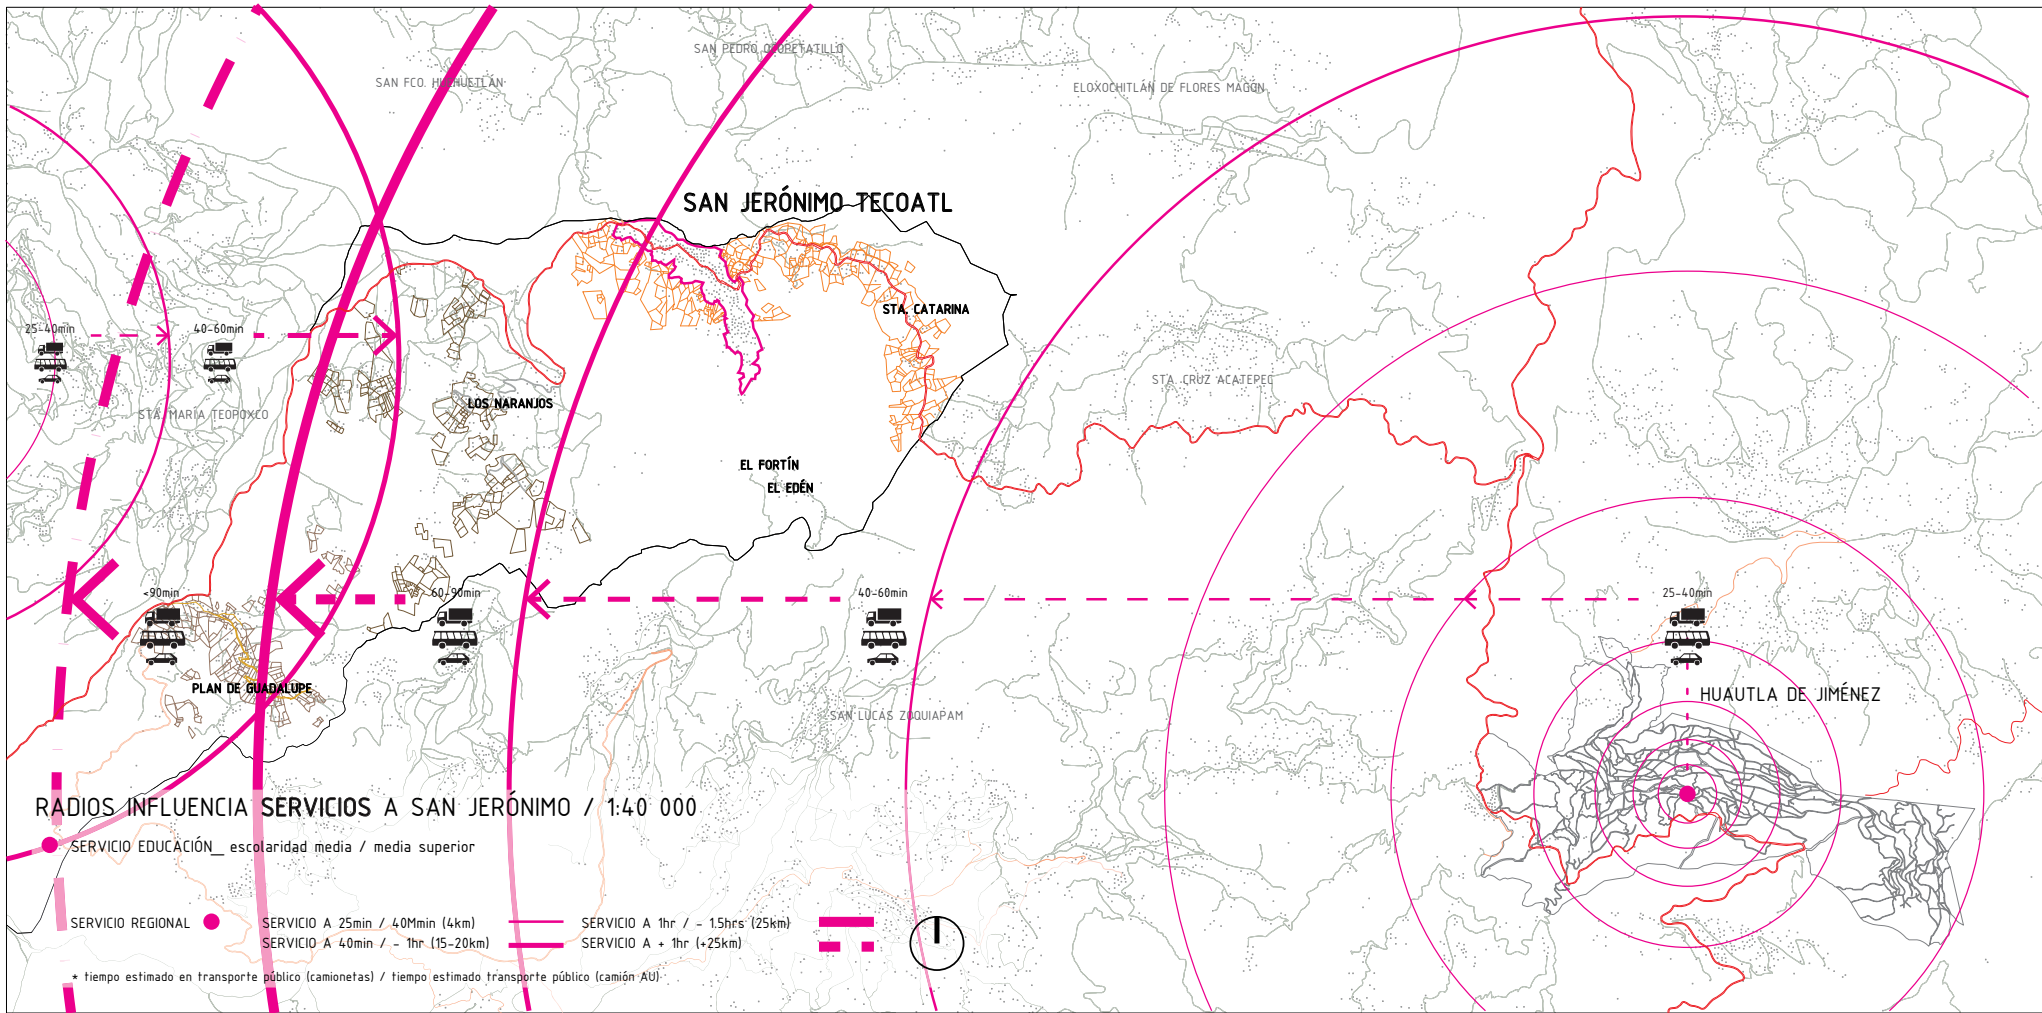 SAN PEDRO OCOPETATILLO
SAN FCO. HUEHUETLÁN
ELOXOCHITLÁN DE FLORES MAGÓN
SAN JERÓNIMO TECOATL
STA. CATARINA
25-40min
40-60min
STA. CRUZ ACATEPEC
LOS NARANJOS
STA. MARÍA TEOPOXCO
EL FORTÍN
EL EDÉN
<90min
60-90min
40-60min
25-40min
PLAN DE GUADALUPE
HUAUTLA DE JIMÉNEZ
SAN LUCAS ZOQUIAPAM
RADIOS INFLUENCIA SERVICIOS A SAN JERÓNIMO / 1:40 000
SERVICIO EDUCACIÓN_ escolaridad media / media superior
SERVICIO REGIONAL
SERVICIO A 25min / 40Mmin (4km)
SERVICIO A 40min / - 1hr (15-20km)
SERVICIO A 1hr / - 1.5hrs (25km)
SERVICIO A + 1hr (+25km)
* tiempo estimado en transporte público (camionetas) / tiempo estimado transporte público (camión AU)